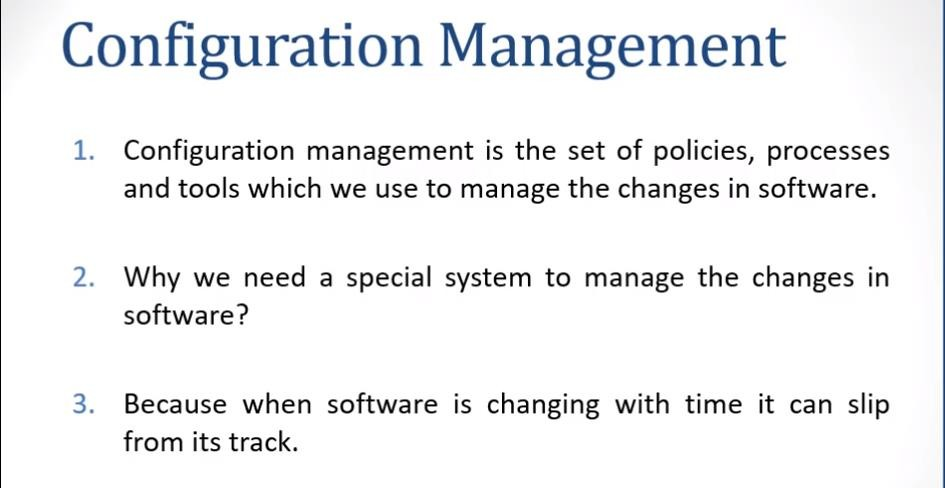 Configuration Management
1. Configuration management is the set of policies, processes
and tools which we use to manage the changes in software.
2. Why we need a special system to manage the changes in
software?
3. Because when software is changing with time it can slip
from its track.